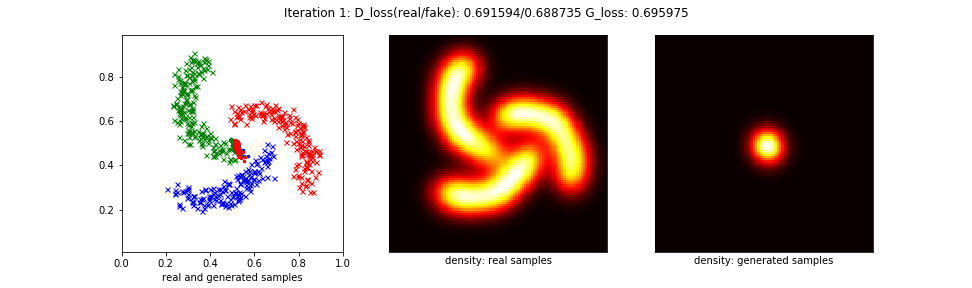 Iteration 1: D_loss(real/fake): 0.691594/0.688735 G_loss: 0.695975
0.8
0.6
0.4
0.2
0.0 0.2 0.4 0.6 0.8 1.0
real and generated samples
density: real samples
density: generated samples